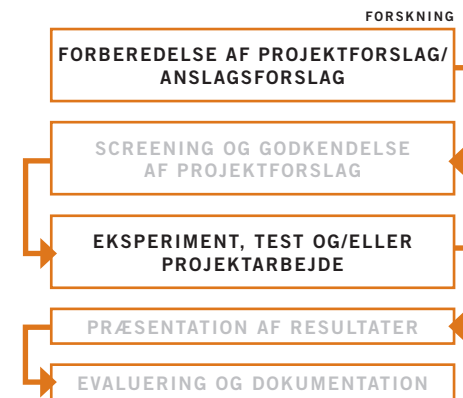 FORSKNING
FORBEREDELSE AF PROJEKTFORSLAG/
ANSLAGSFORSLAG
SCREENING OG GODKENDELSE
AF PROJEKTFORSLAG
EKSPERIMENT, TEST OG/ELLER
PROJEKTARBEJDE
PRÆSENTATION AF RESULTATER
EVALUERING OG DOKUMENTATION